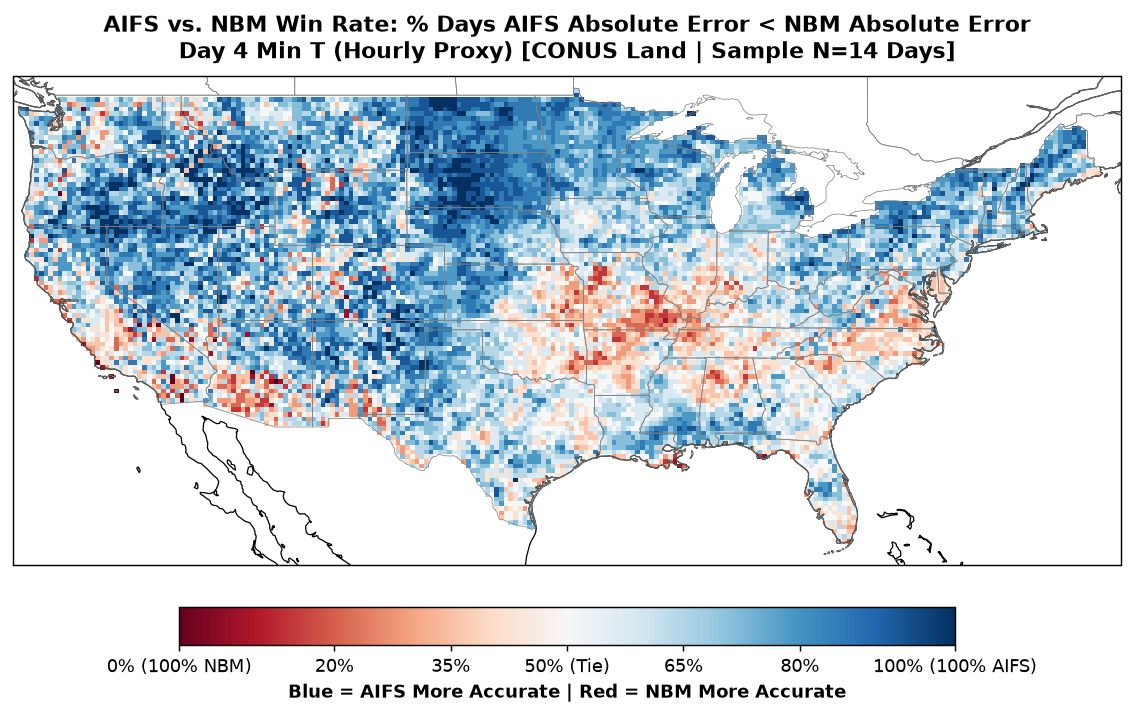 AIFS vs. NBM Win Rate: % Days AIFS Absolute Error < NBM Absolute Error
Day 4 Min T (Hourly Proxy) [CONUS Land | Sample N=14 Days]
0% (100% NBM) 20% 35% 50% (Tie) 65% 80% 100% (100% AIFS)
Blue = AIFS More Accurate | Red = NBM More Accurate